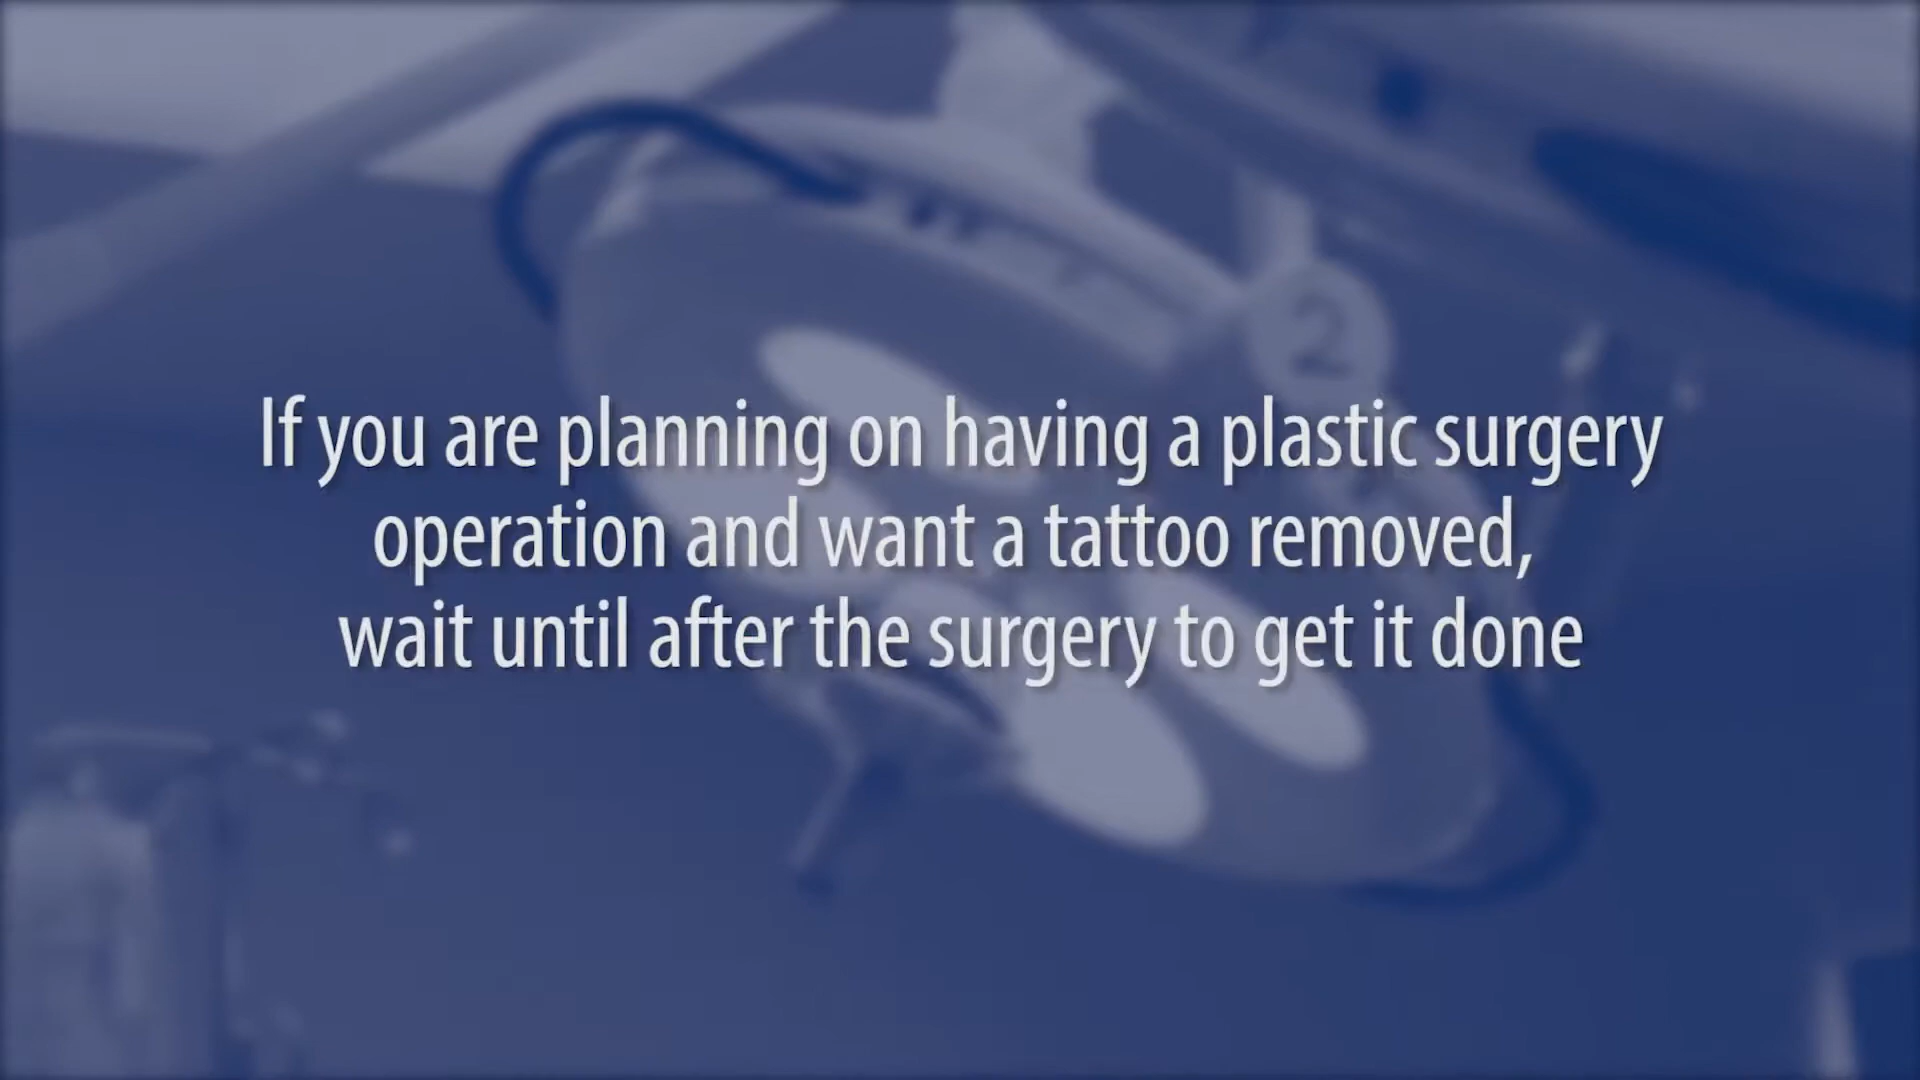 2
If you are planning on having a plastic surgery
operation and want a tattoo removed,
wait until after the surgery to get it done